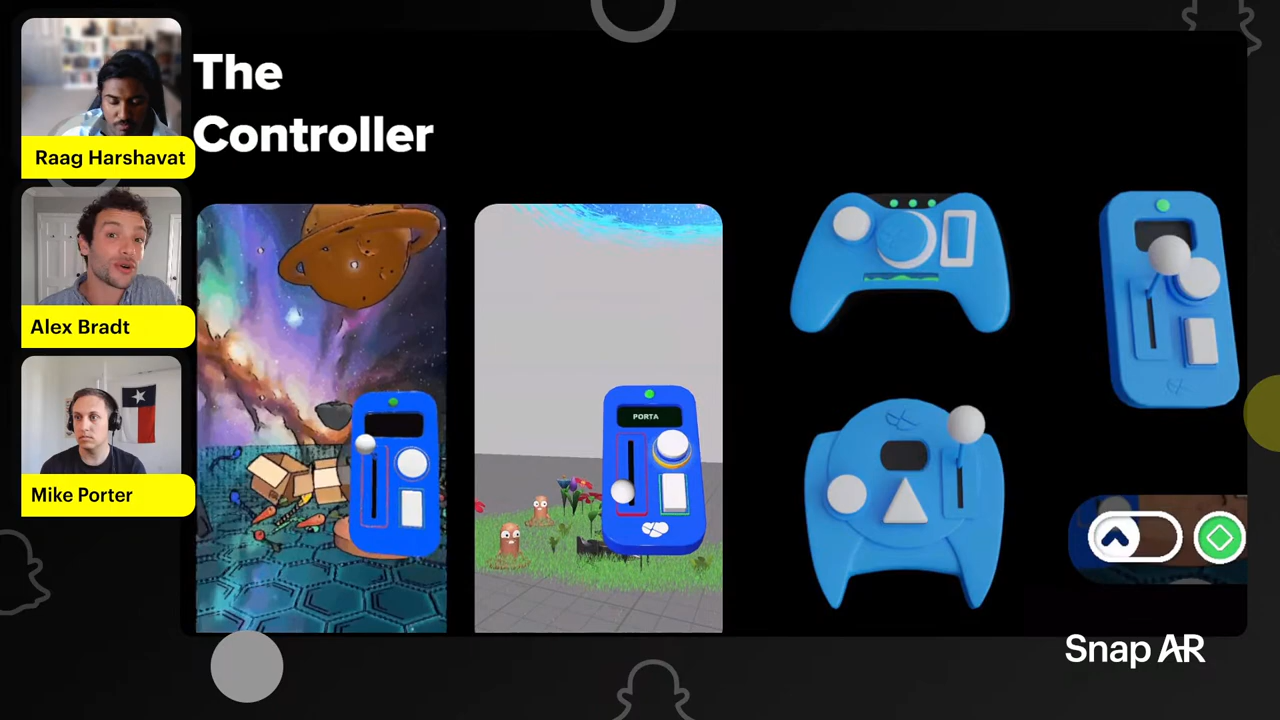 The
Controller
Raag Harshavat
Alex Bradt
Mike Porter
PORTA
Snap AR